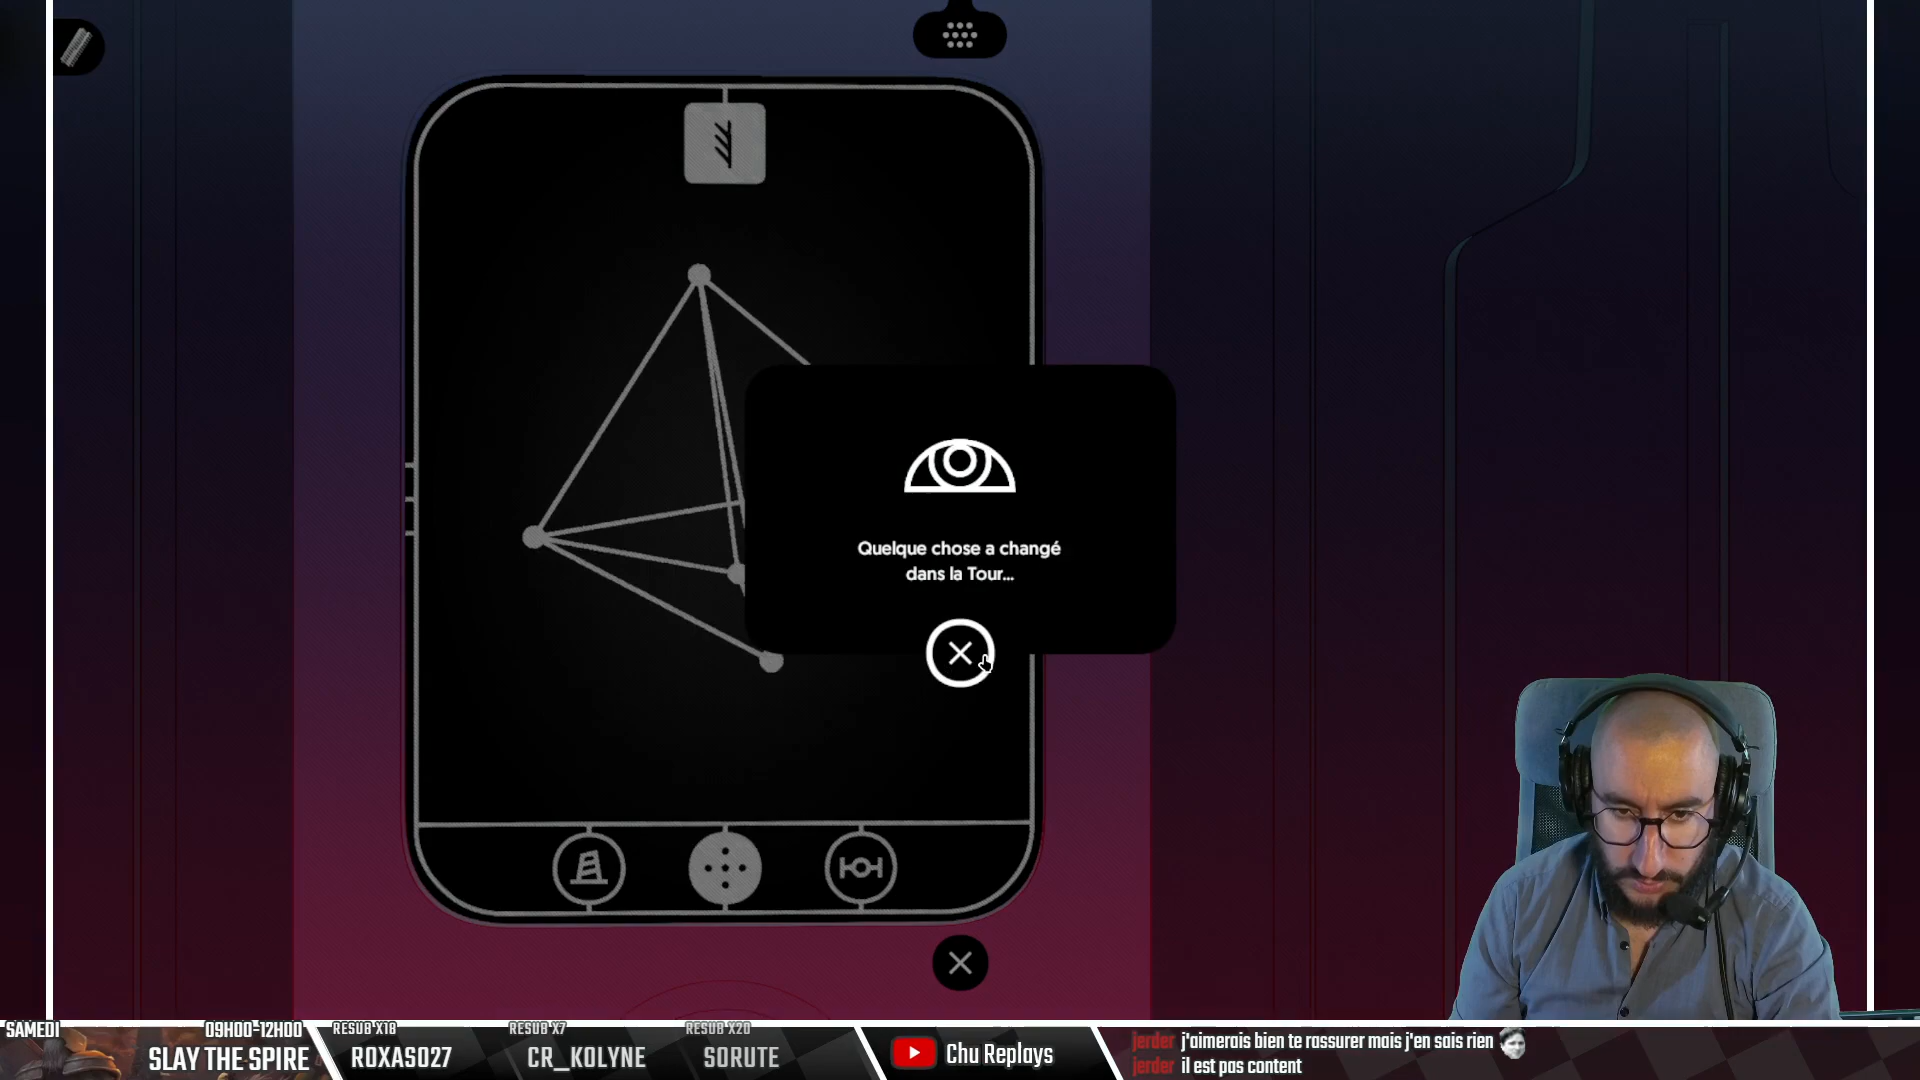 Quelque chose a changé
dans la Tour...
SAMEDI
09H00-12H00
SLAY THE SPIRE
RESUB X18
ROXAS027
RESUB X7
CR_KOLYNE
RESUB X20
SORUTE
Chu Replays
jerder j'aimerais bien te rassurer mais j'en sais rien
jerder il est pas content